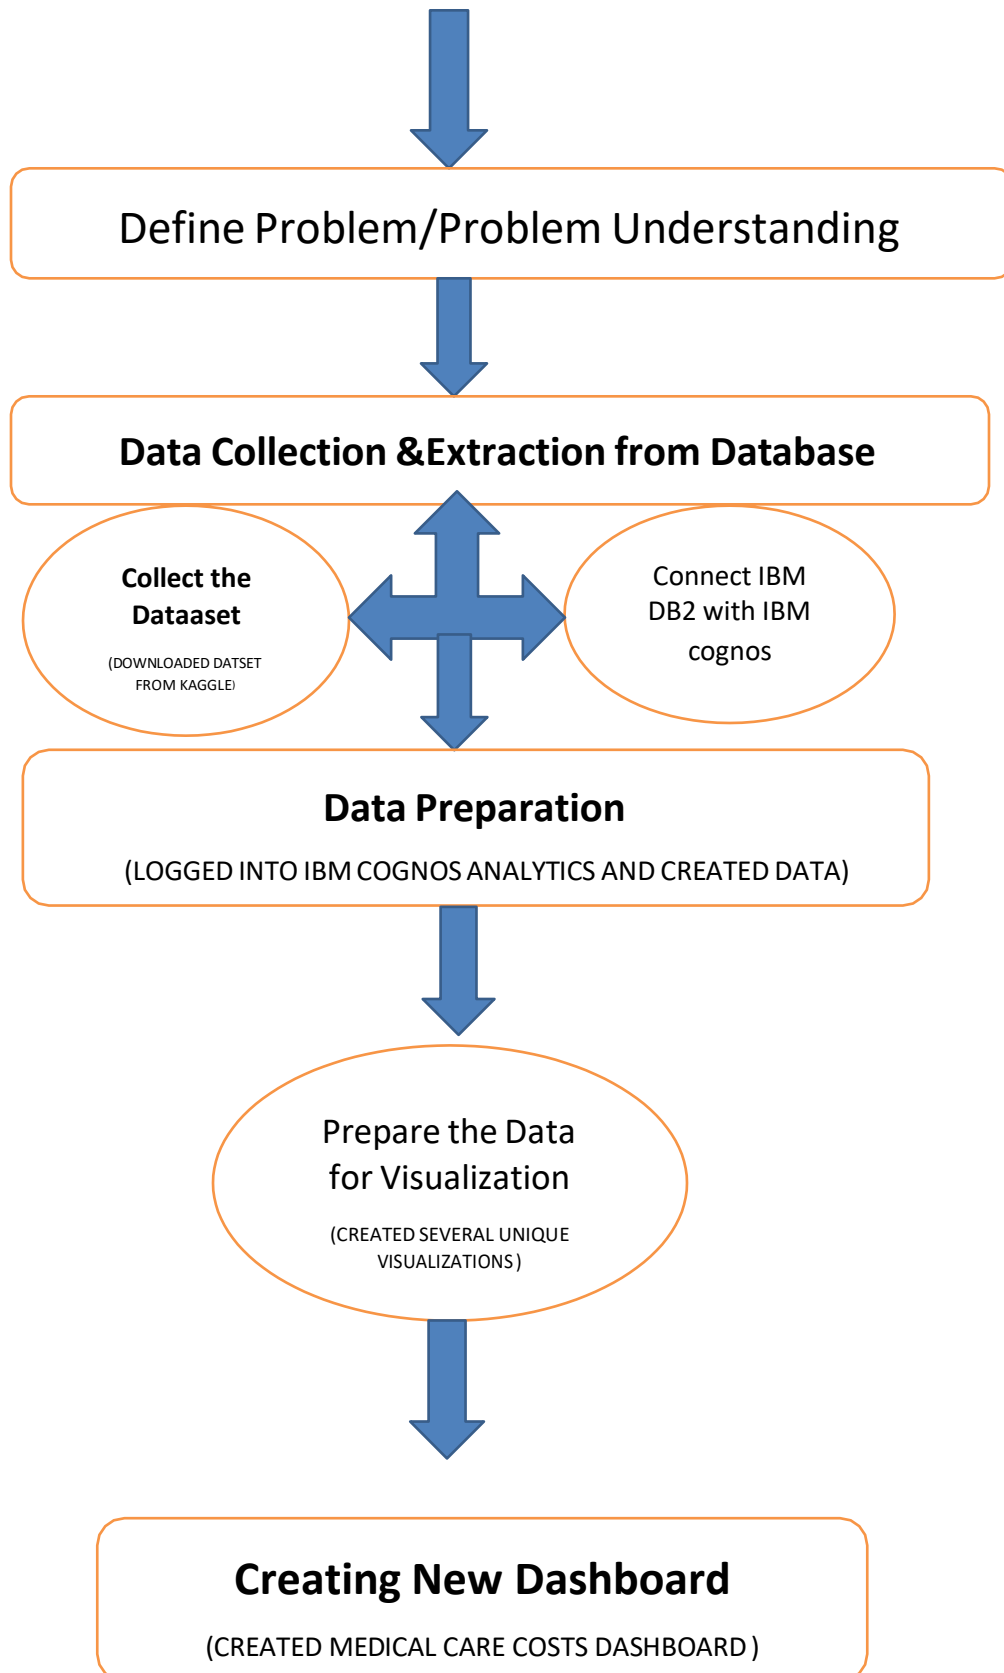 Define Problem/Problem Understanding
Data Collection &Extraction from Database
Collect the
Dataaset
(DOWNLOADED DATSET
FROM KAGGLE)
Connect IBM
DB2 with IBM
cognos
Data Preparation
(LOGGED INTO IBM COGNOS ANALYTICS AND CREATED DATA)
Prepare the Data
for Visualization
(CREATED SEVERAL UNIQUE
VISUALIZATIONS)
Creating New Dashboard
(CREATED MEDICAL CARE COSTS DASHBOARD )